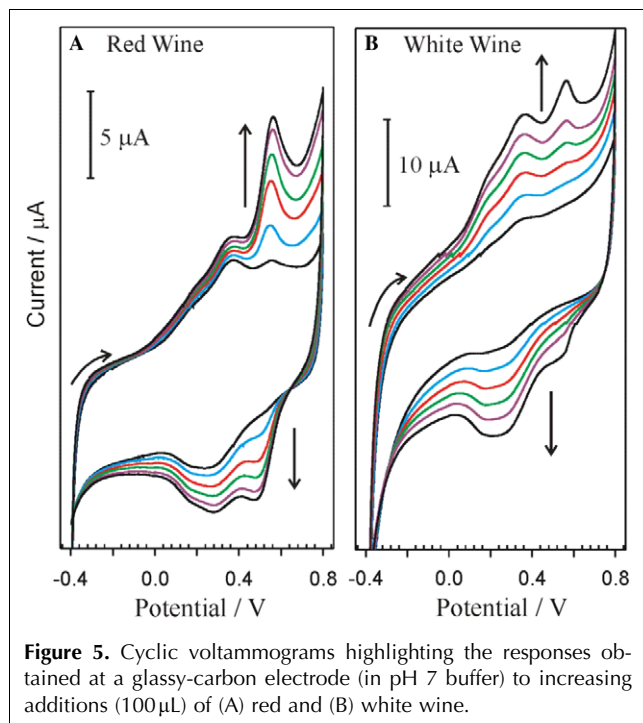 A Red Wine
5 µA
B White Wine
10 µA
Current / µA
-0.4 0.0 0.4 0.8
Potential / V
-0.4 0.0 0.4 0.8
Potential / V
Figure 5. Cyclic voltammograms highlighting the responses ob-
tained at a glassy-carbon electrode (in pH 7 buffer) to increasing
additions (100 µL) of (A) red and (B) white wine.